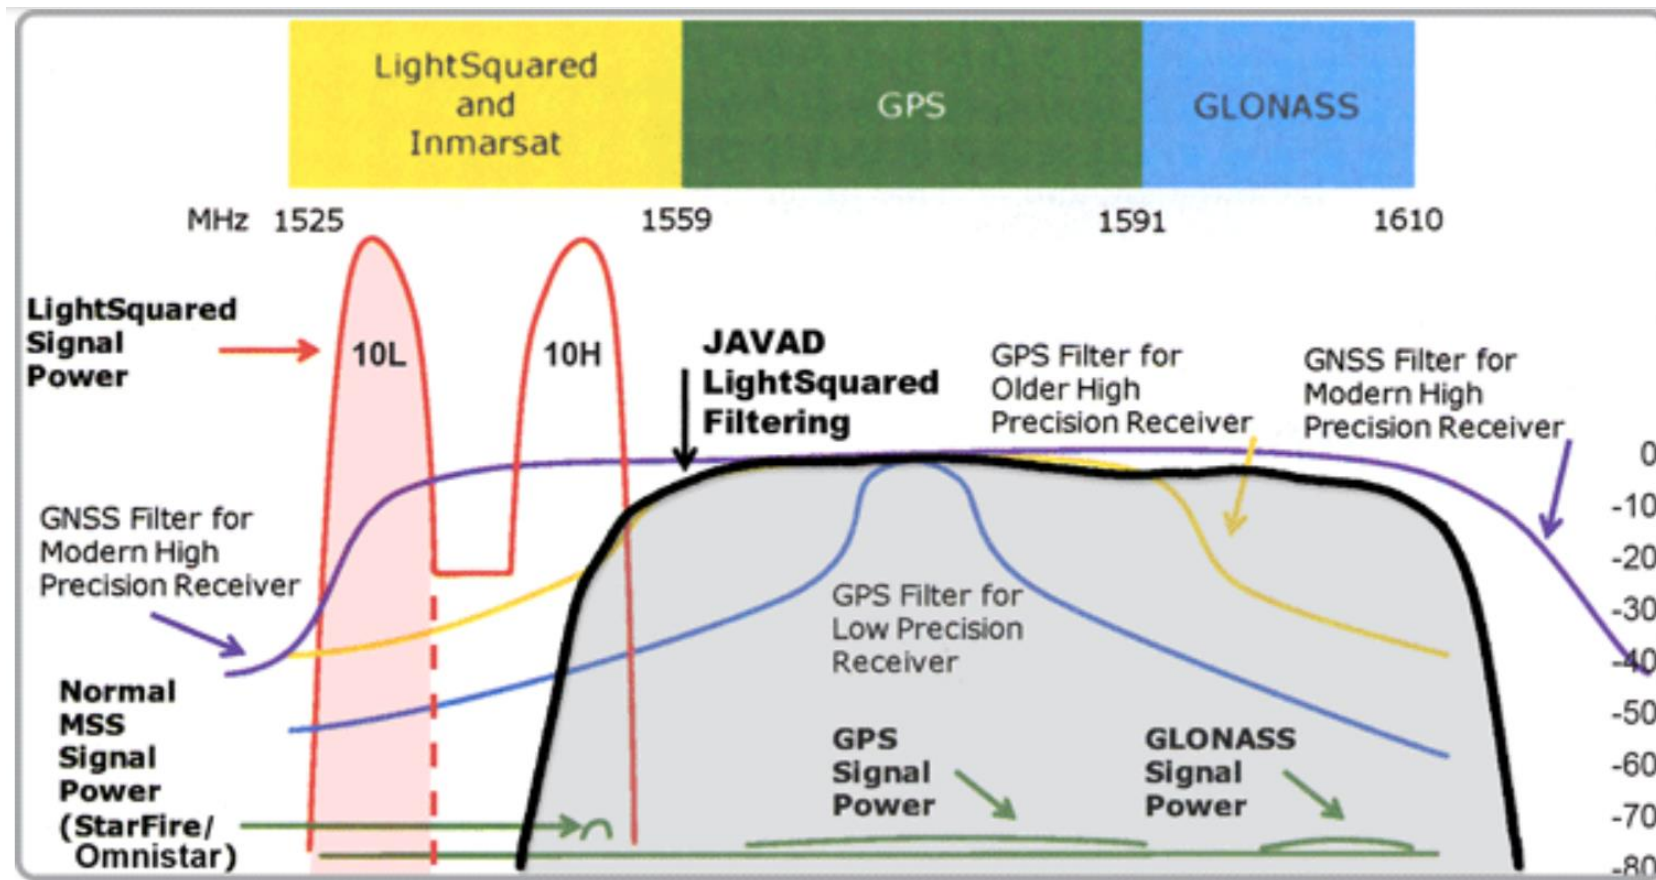 LightSquared
and
Inmarsat
GPS
GLONASS
MHz 1525 1559 1591 1610
LightSquared
Signal
Power
10L
10H
JAVAD
LightSquared
Filtering
GPS Filter for
Older High
Precision Receiver
GNSS Filter for
Modern High
Precision Receiver
GNSS Filter for
Modern High
Precision Receiver
GPS Filter for
Low Precision
Receiver
Normal
MSS
Signal
Power
(StarFire/
Omnistar)
GPS
Signal
Power
GLONASS
Signal
Power
0
-10
-20
-30
-40
-50
-60
-70
-80